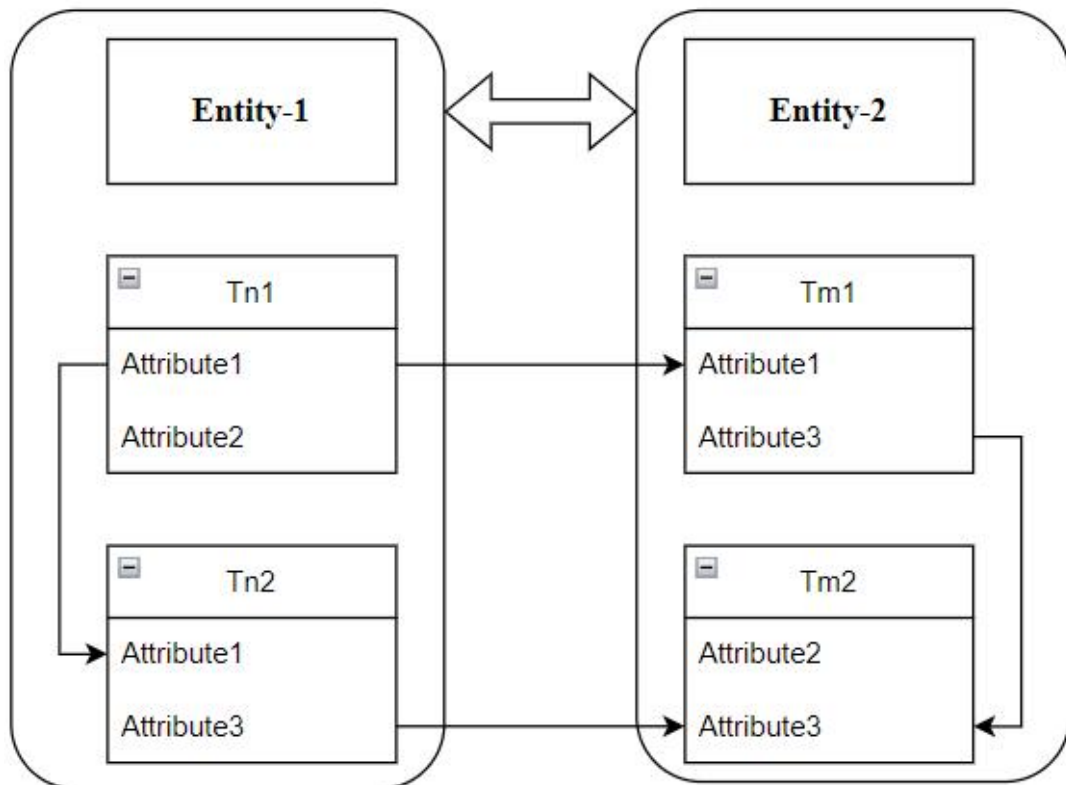 Entity-1
Entity-2
Tn1
Attribute1
Attribute2
Tm1
Attribute1
Attribute3
Tn2
Attribute1
Attribute3
Tm2
Attribute2
Attribute3